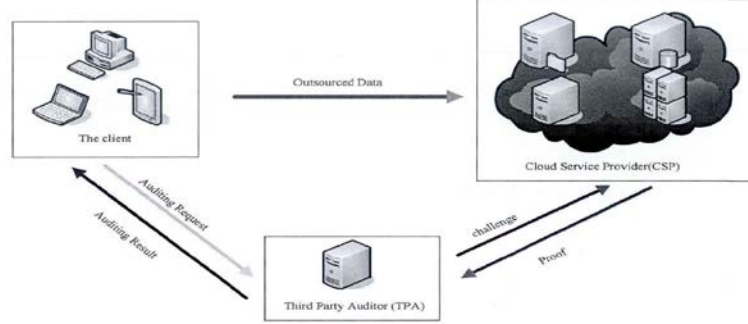 Outsourced Data
The client
Cloud Service Provider(CSP)
Auditing Request
Auditing Result
challenge
Proof
Third Party Auditor (TPA)